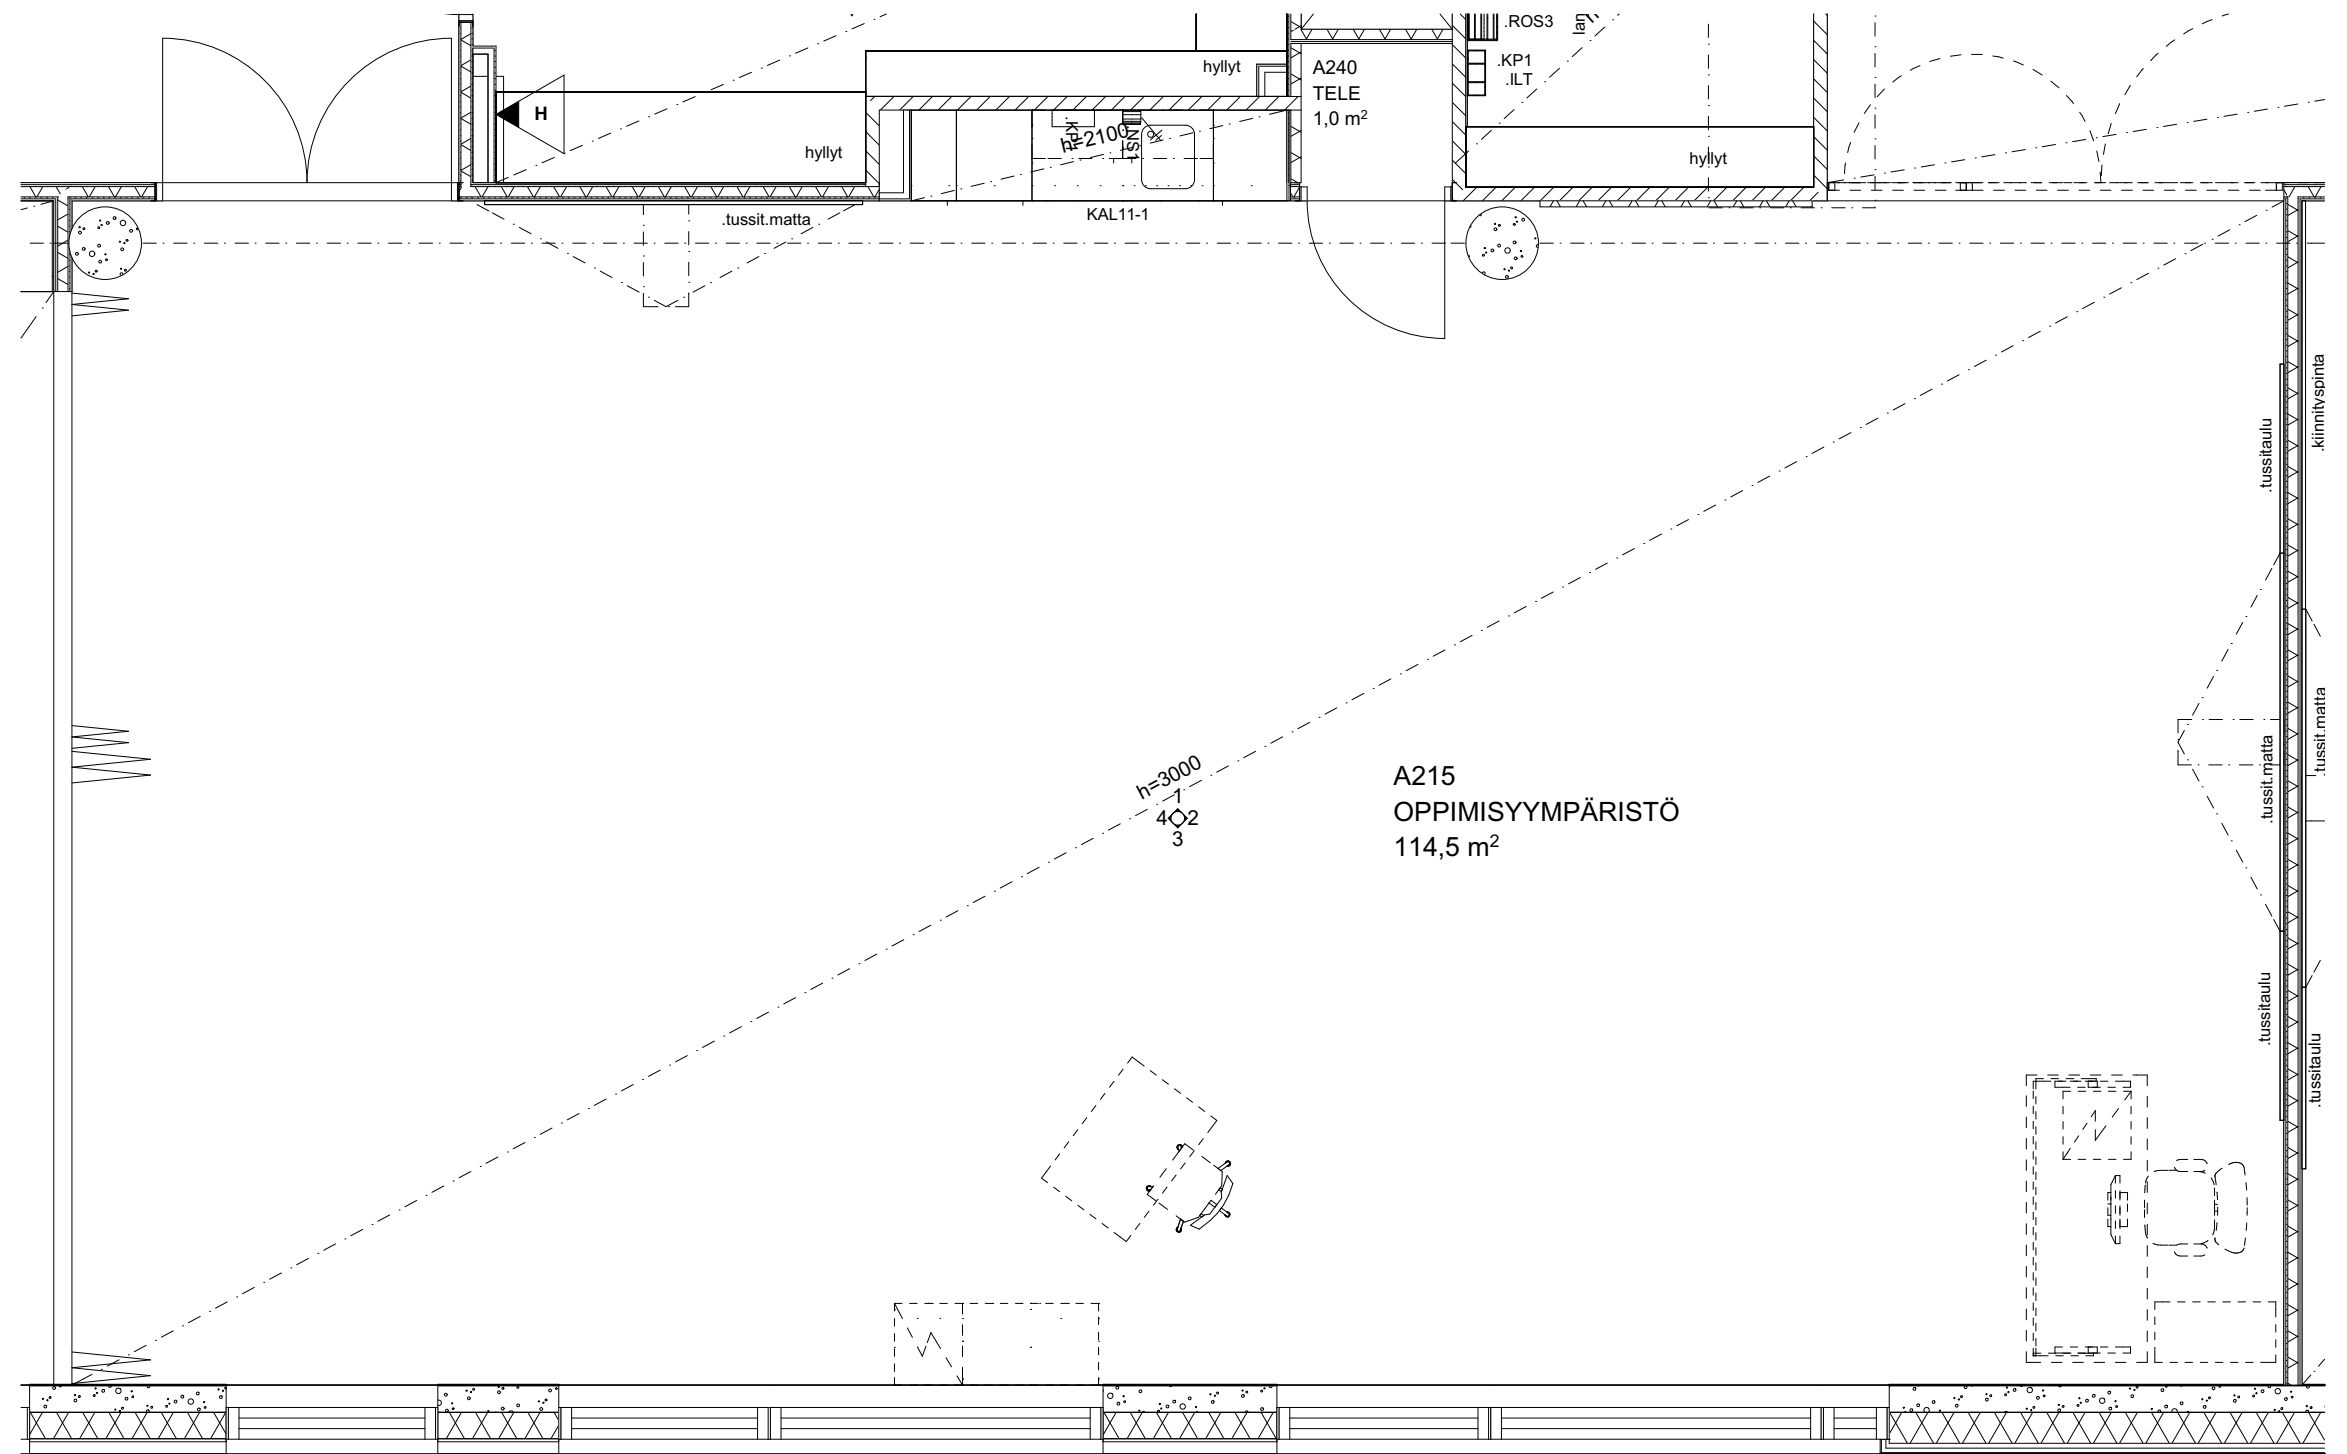 .ROS3
.KP1
.ILT
hyllyt
A240
TELE
1,0 m²
H
hyllyt
h=2100
hyllyt
.tussit.matta
KAL11-1
.kiinnityspinta
.tussitaulu
.tussit.matta
.tussit.matta
h=3000
1
4 2
3
A215
OPPIMISYYMPÄRISTÖ
114,5 m²
.tussitaulu
.tussitaulu